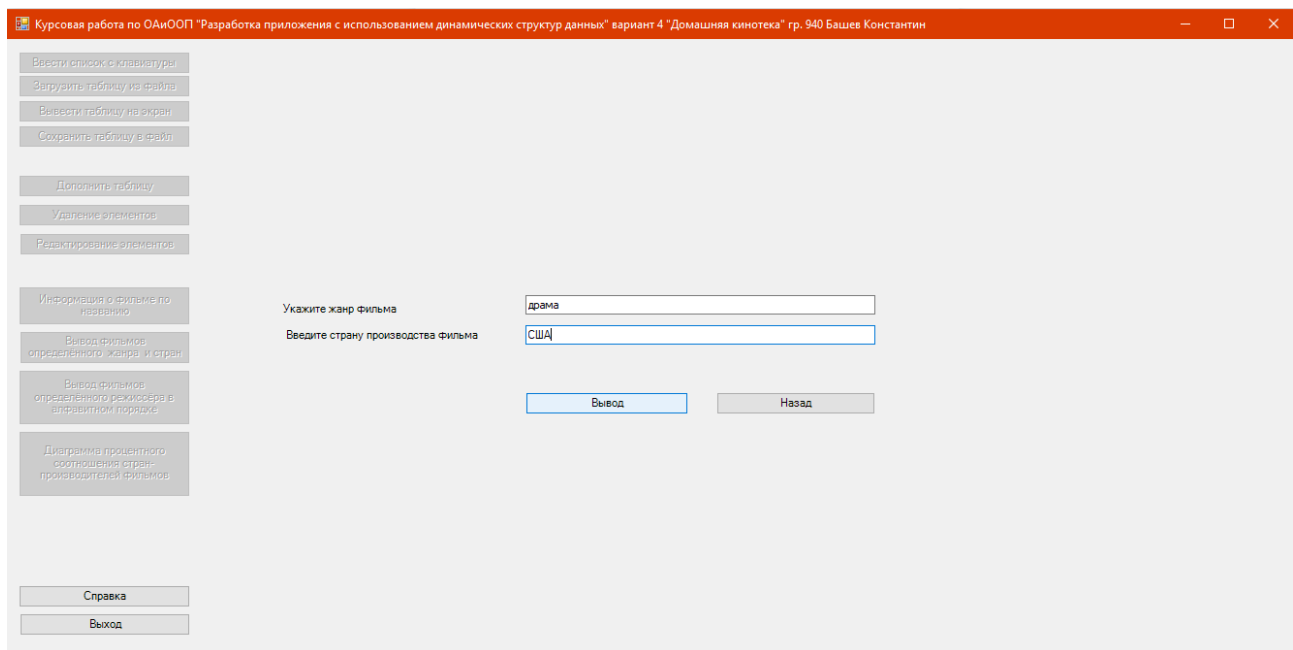 Курсовая работа по ОАиООП "Разработка приложения с использованием динамических структур данных" вариант 4 "Домашняя кинотека" гр. 940 Башев Константин
Ввести список с клавиатуры
Загрузить таблицу из файла
Вывести таблицу на экран
Сохранить таблицу в файл
Дополнить таблицу
Удаление элементов
Редактирование элементов
Информация о фильме по
названию
Вывод фильмов
определённого жанра и стран
Вывод фильмов
определённого режиссёра в
алфавитном порядке
Диаграмма процентного
соотношения стран-
производителей фильмов
Укажите жанр фильма
драма
Введите страну производства фильма
США
Вывод
Назад
Справка
Выход